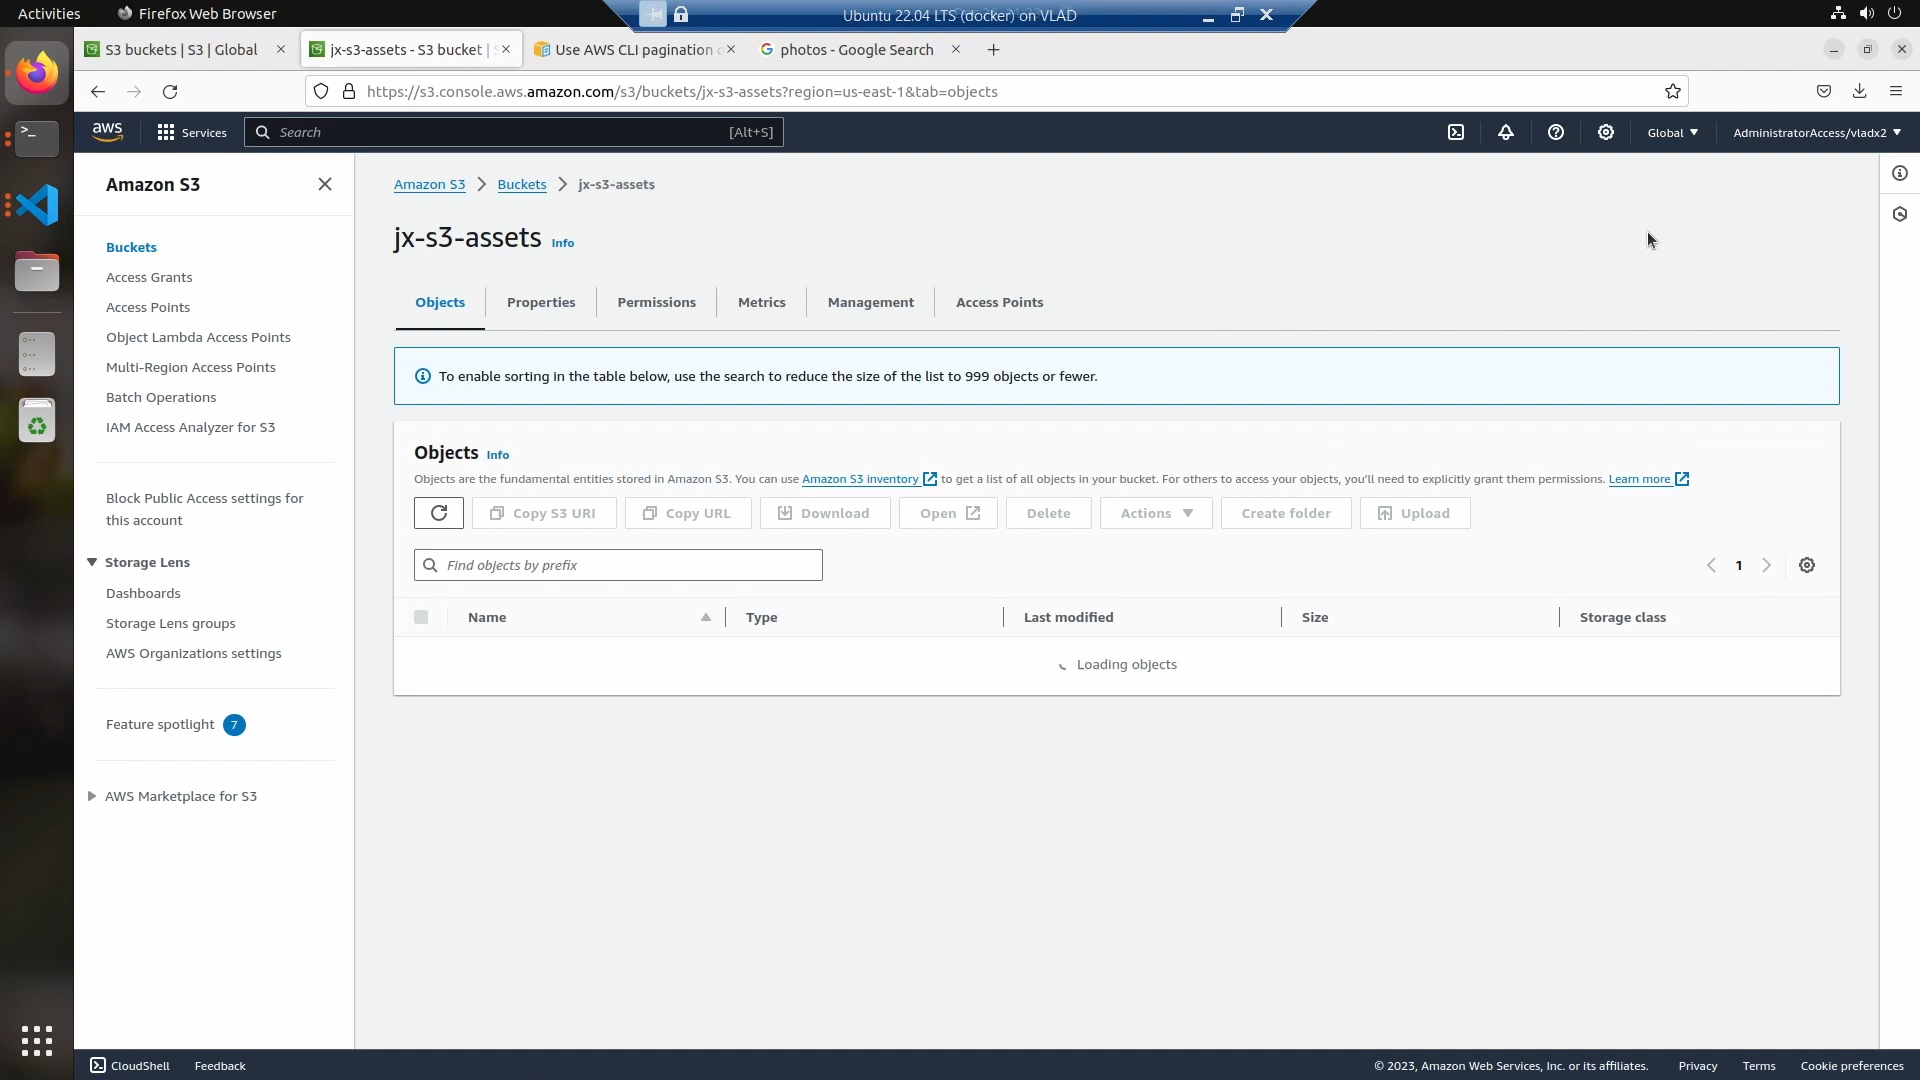 Activities
Firefox Web Browser
Ubuntu 22.04 LTS (docker) on VLAD
S3 buckets | S3 | Global
jx-s3-assets - S3 bucket |
Use AWS CLI pagination
photos - Google Search
https://s3.console.aws.amazon.com/s3/buckets/jx-s3-assets?region=us-east-1&tab=objects
aws
Services
Search
[Alt+S]
Global
AdministratorAccess/vladx2
Amazon S3
Buckets
Access Grants
Access Points
Object Lambda Access Points
Multi-Region Access Points
Batch Operations
IAM Access Analyzer for S3
Block Public Access settings for
this account
Storage Lens
Dashboards
Storage Lens groups
AWS Organizations settings
Feature spotlight 7
AWS Marketplace for S3
Amazon S3 > Buckets > jx-s3-assets
jx-s3-assets Info
Objects
Properties
Permissions
Metrics
Management
Access Points
To enable sorting in the table below, use the search to reduce the size of the list to 999 objects or fewer.
Objects Info
Objects are the fundamental entities stored in Amazon S3. You can use Amazon S3 inventory to get a list of all objects in your bucket. For others to access your objects, you'll need to explicitly grant them permissions. Learn more
Copy S3 URI
Copy URL
Download
Open
Delete
Actions
Create folder
Upload
Find objects by prefix
1
Name
Type
Last modified
Size
Storage class
Loading objects
CloudShell
Feedback
© 2023, Amazon Web Services, Inc. or its affiliates.
Privacy
Terms
Cookie preferences